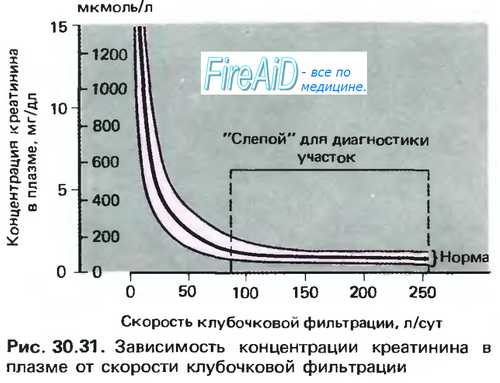 мкмоль/л
15
1200
1000
10
800
600
5
400
200
0
0
Концентрация креатинина
в плазме, мг/дл
FireAiD - все по
медицине.
"Слепой" для диагностики
участок
Норма
0
50
100
150
200
250
Скорость клубочковой фильтрации, л/сут
Рис. 30.31. Зависимость концентрации креатинина в
плазме от скорости клубочковой фильтрации